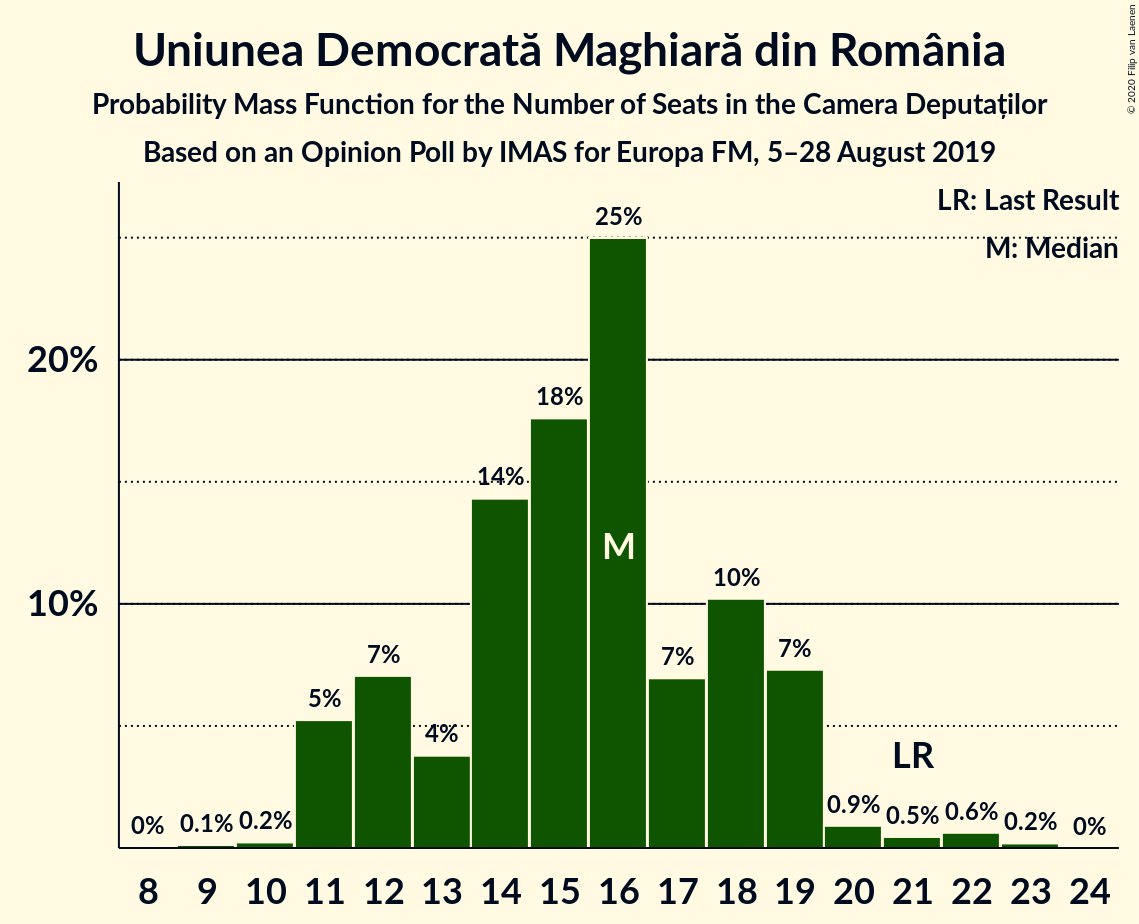 Uniunea Democrată Maghiară din România
Probability Mass Function for the Number of Seats in the Camera Deputaților
Based on an Opinion Poll by IMAS for Europa FM, 5–28 August 2019
© 2020 Filip van Laenen
LR: Last Result
M: Median
20%
10%
0%
0.1%
0.2%
5%
7%
4%
14%
18%
25%
7%
10%
7%
0.9%
0.5%
0.6%
0.2%
0%
M
LR
8 9 10 11 12 13 14 15 16 17 18 19 20 21 22 23 24